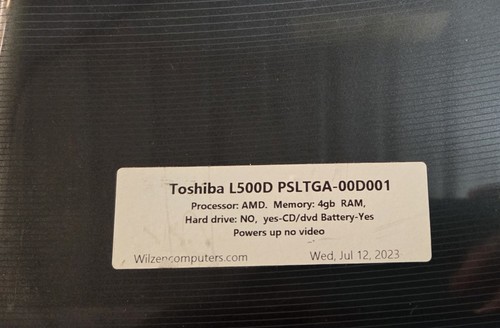 Toshiba L500D PSLTGA-00D001
Processor: AMD. Memory: 4gb RAM,
Hard drive: NO, yes-CD/dvd Battery-Yes
Powers up no video
Wilzencomputers.com Wed, Jul 12, 2023